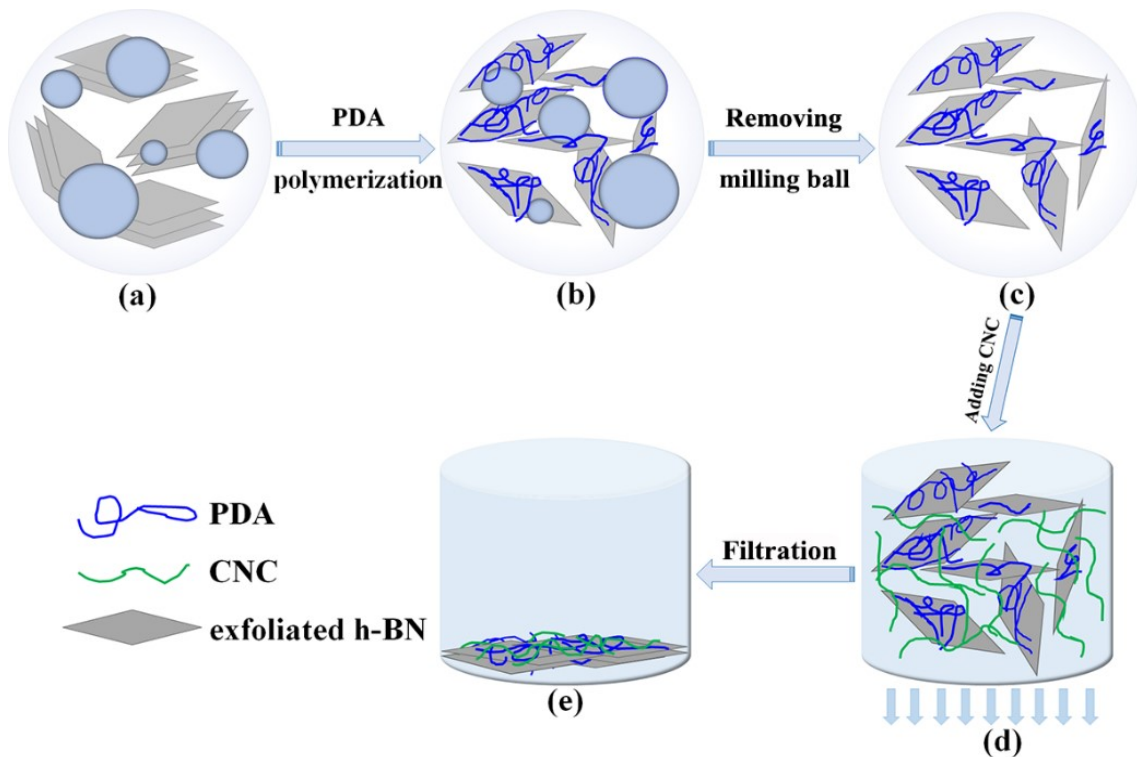 PDA
polymerization
Removing
milling ball
(a)
(b)
(c)
Adding CNC
PDA
CNC
exfoliated h-BN
Filtration
(e)
(d)